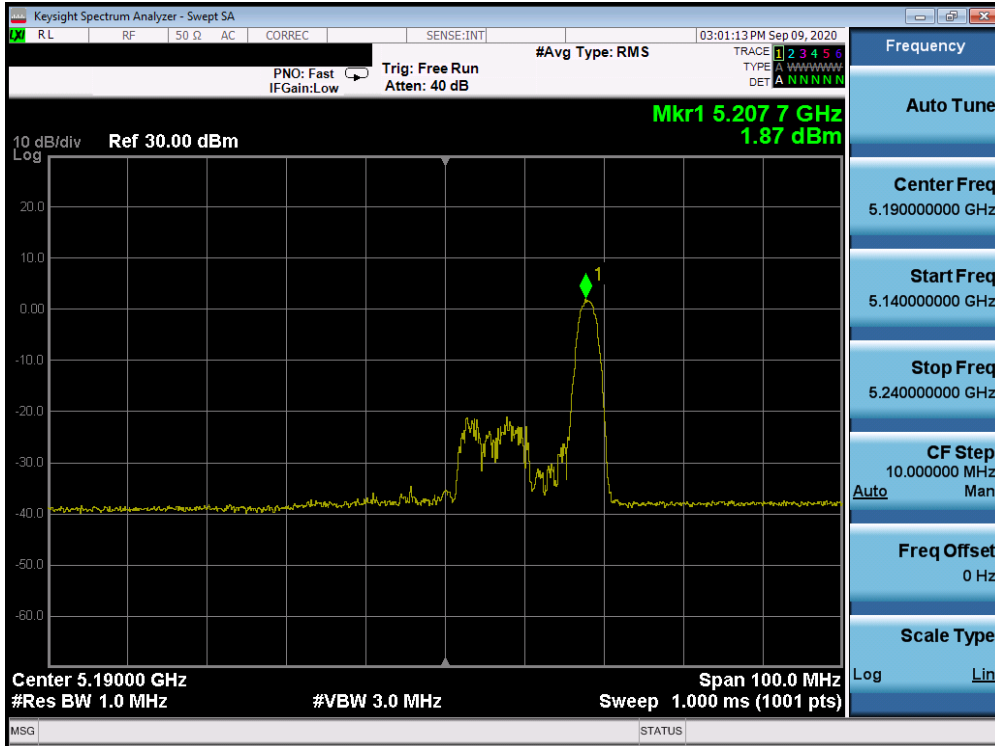 Keysight Spectrum Analyzer - Swept SA
LXI RL RF 50 Ω AC CORREC SENSE:INT 03:01:13 PM Sep 09, 2020
#Avg Type: RMS
TRACE 1 2 3 4 5 6
TYPE A WWWWW
DET A N N N N N
PNO: Fast
IFGain:Low
Trig: Free Run
Atten: 40 dB
Mkr1 5.207 7 GHz
1.87 dBm
10 dB/div
Log
Ref 30.00 dBm
20.0
10.0
0.00
-10.0
-20.0
-30.0
-40.0
-50.0
-60.0
1
Center 5.19000 GHz
Span 100.0 MHz
#Res BW 1.0 MHz
#VBW 3.0 MHz
Sweep 1.000 ms (1001 pts)
MSG
STATUS
Frequency
Auto Tune
Center Freq
5.190000000 GHz
Start Freq
5.140000000 GHz
Stop Freq
5.240000000 GHz
CF Step
10.000000 MHz
Auto Man
Freq Offset
0 Hz
Scale Type
Log Lin